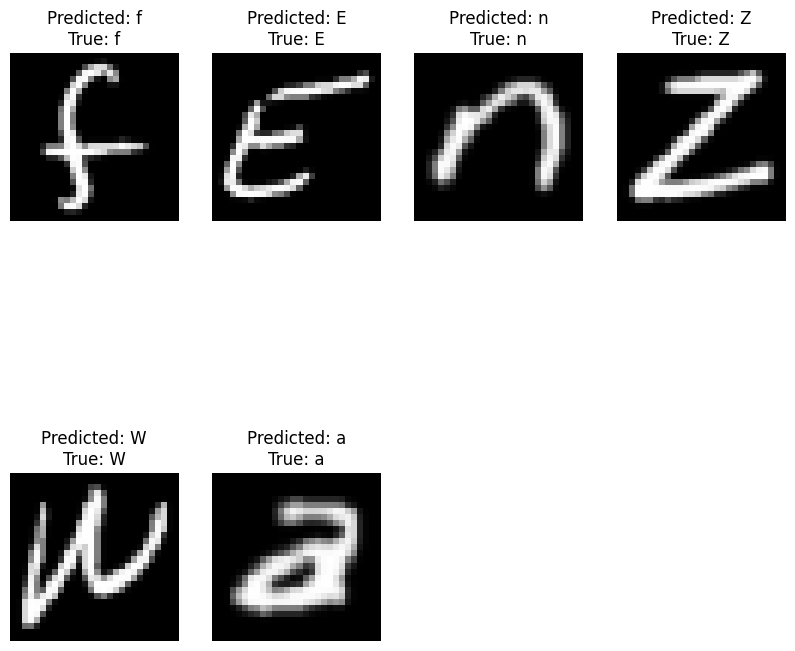 Predicted: f
True: f
Predicted: E
True: E
Predicted: n
True: n
Predicted: Z
True: Z
f
E
n
Z
Predicted: W
True: W
Predicted: a
True: a
W
a